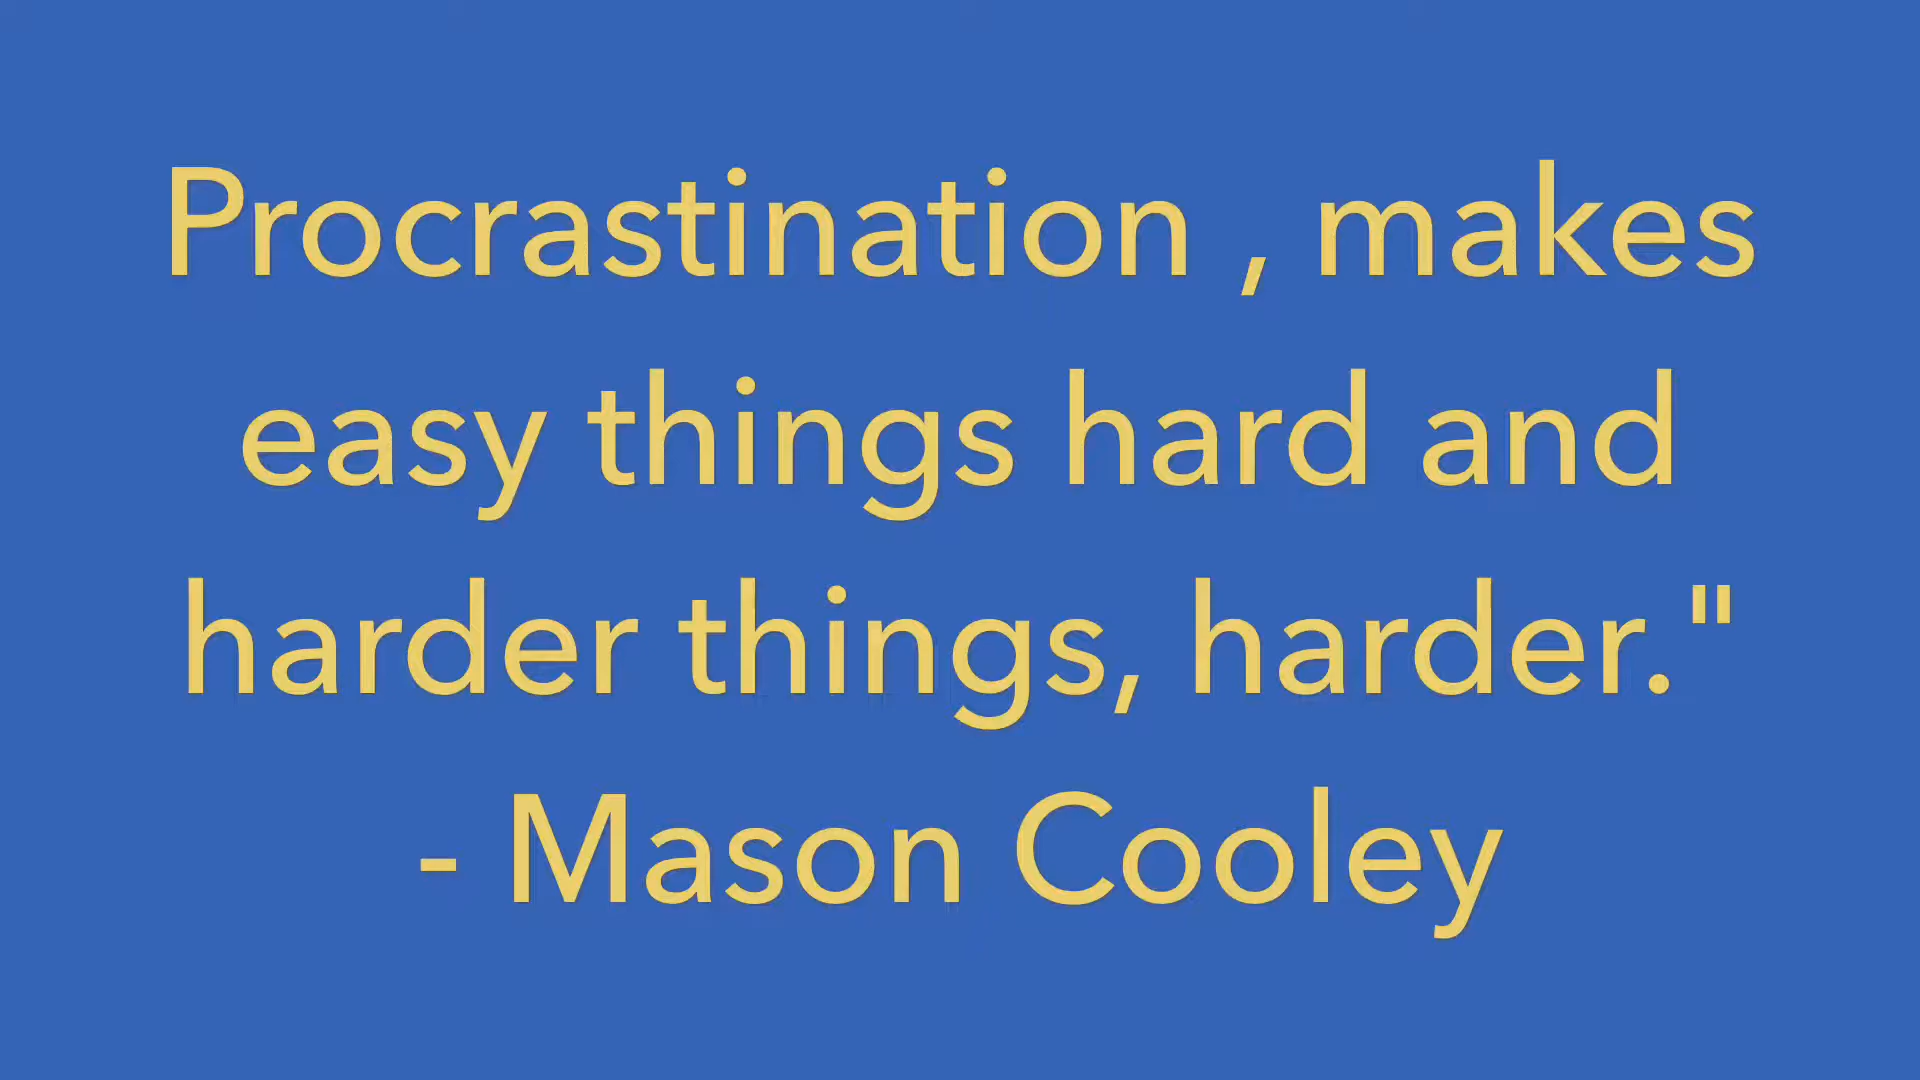 Procrastination , makes
easy things hard and
harder things, harder."
- Mason Cooley